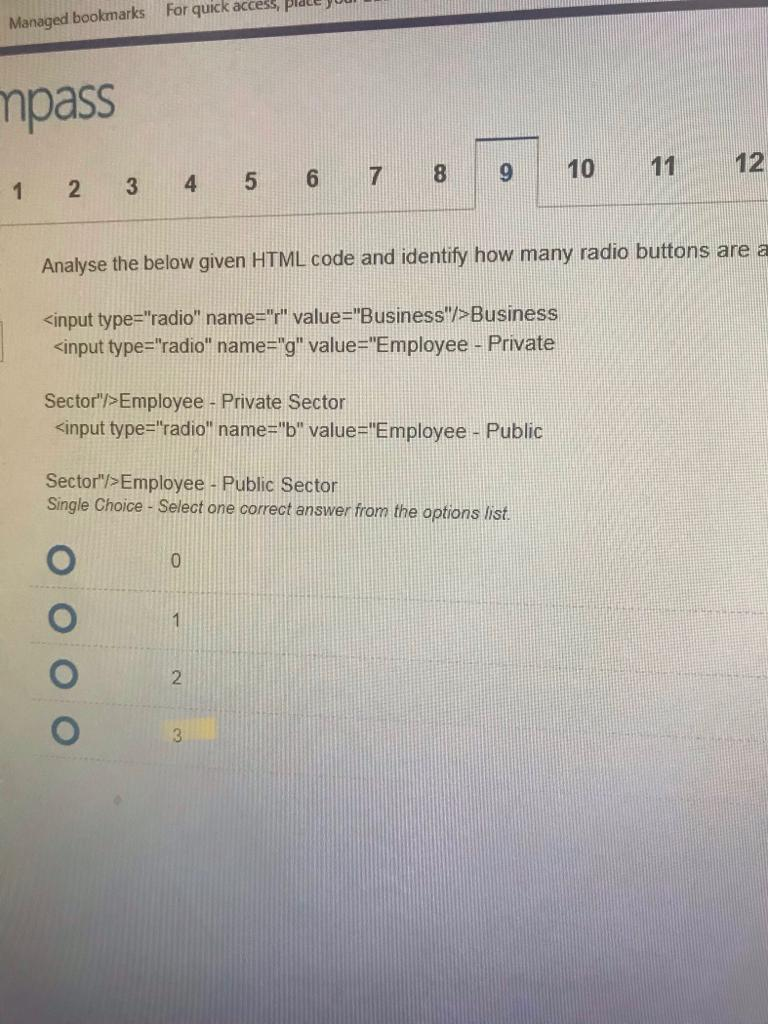 Managed bookmarks For quick access,
mpass
1 2 3 4 5 6 7 8 9 10 11 12
Analyse the below given HTML code and identify how many radio buttons are a
<input type="radio" name="r" value="Business"/>Business
<input type="radio" name="g" value="Employee - Private
Sector"/>Employee - Private Sector
<input type="radio" name="b" value="Employee - Public
Sector"/>Employee - Public Sector
Single Choice - Select one correct answer from the options list.
0
1
2
3